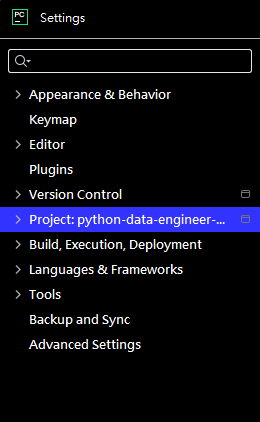 PC
Settings
Appearance & Behavior
Keymap
Editor
Plugins
Version Control
Project: python-data-engineer-...
Build, Execution, Deployment
Languages & Frameworks
Tools
Backup and Sync
Advanced Settings